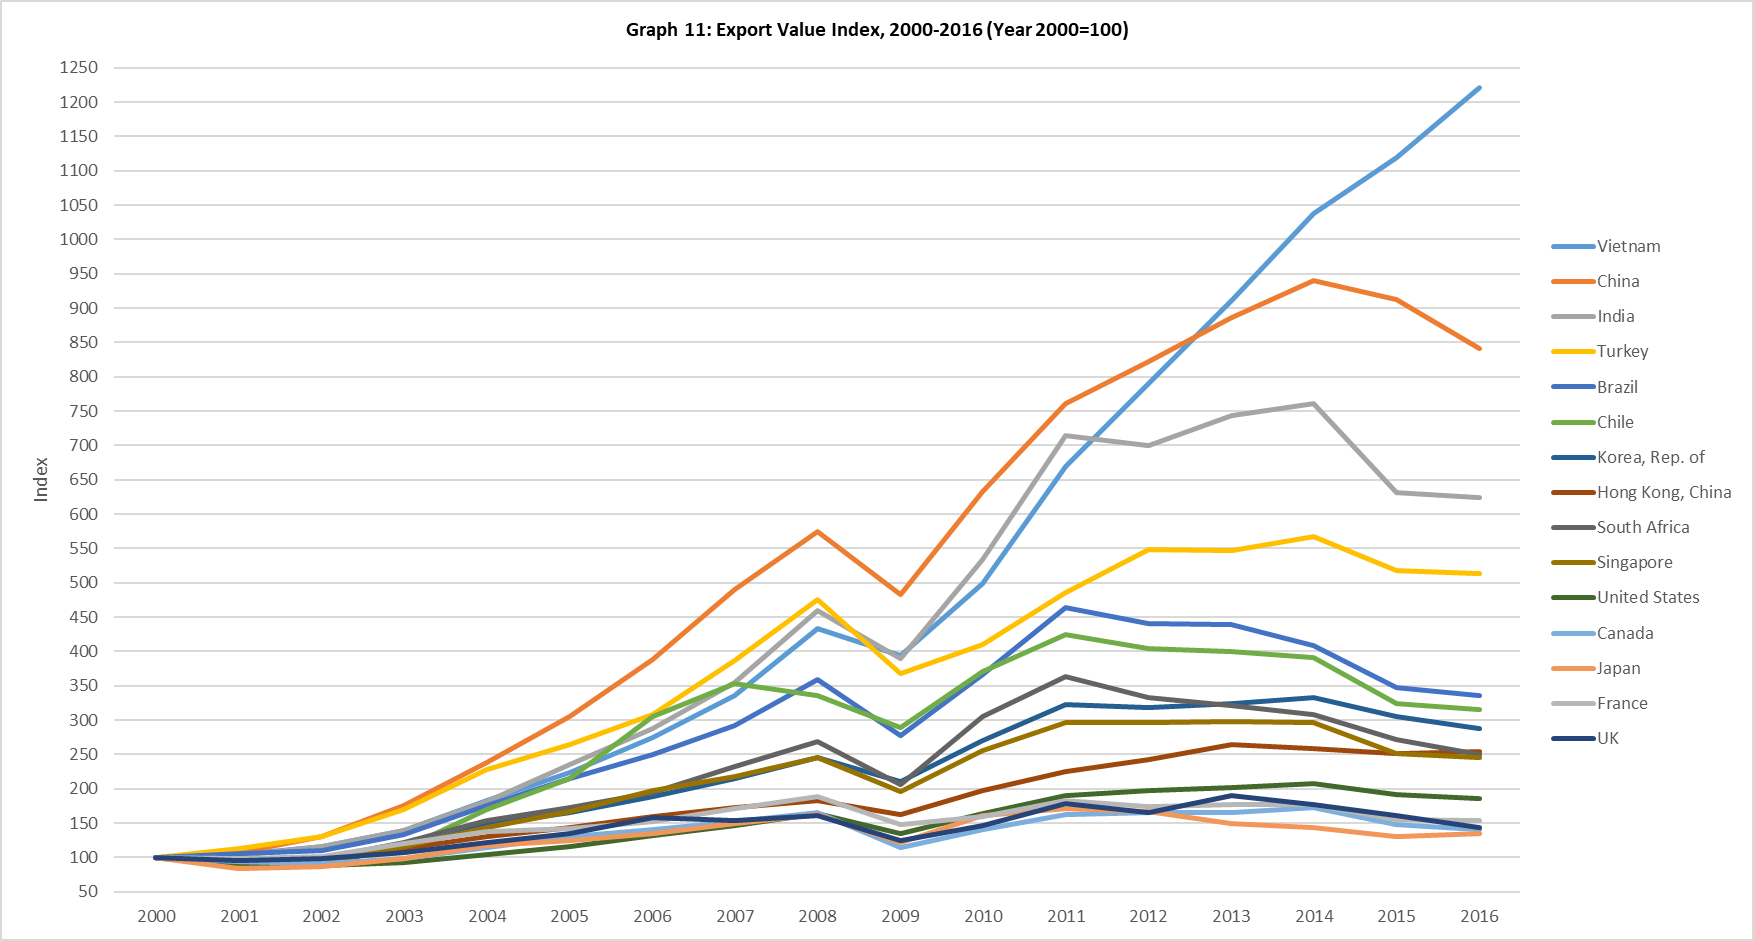 Graph 11: Export Value Index, 2000-2016 (Year 2000=100)
1250
1200
1150
1100
1050
1000
950
900
850
800
750
700
650
600
550
500
450
400
350
300
250
200
150
100
50
Index
2000 2001 2002 2003 2004 2005 2006 2007 2008 2009 2010 2011 2012 2013 2014 2015 2016
Vietnam
China
India
Turkey
Brazil
Chile
Korea, Rep. of
Hong Kong, China
South Africa
Singapore
United States
Canada
Japan
France
UK